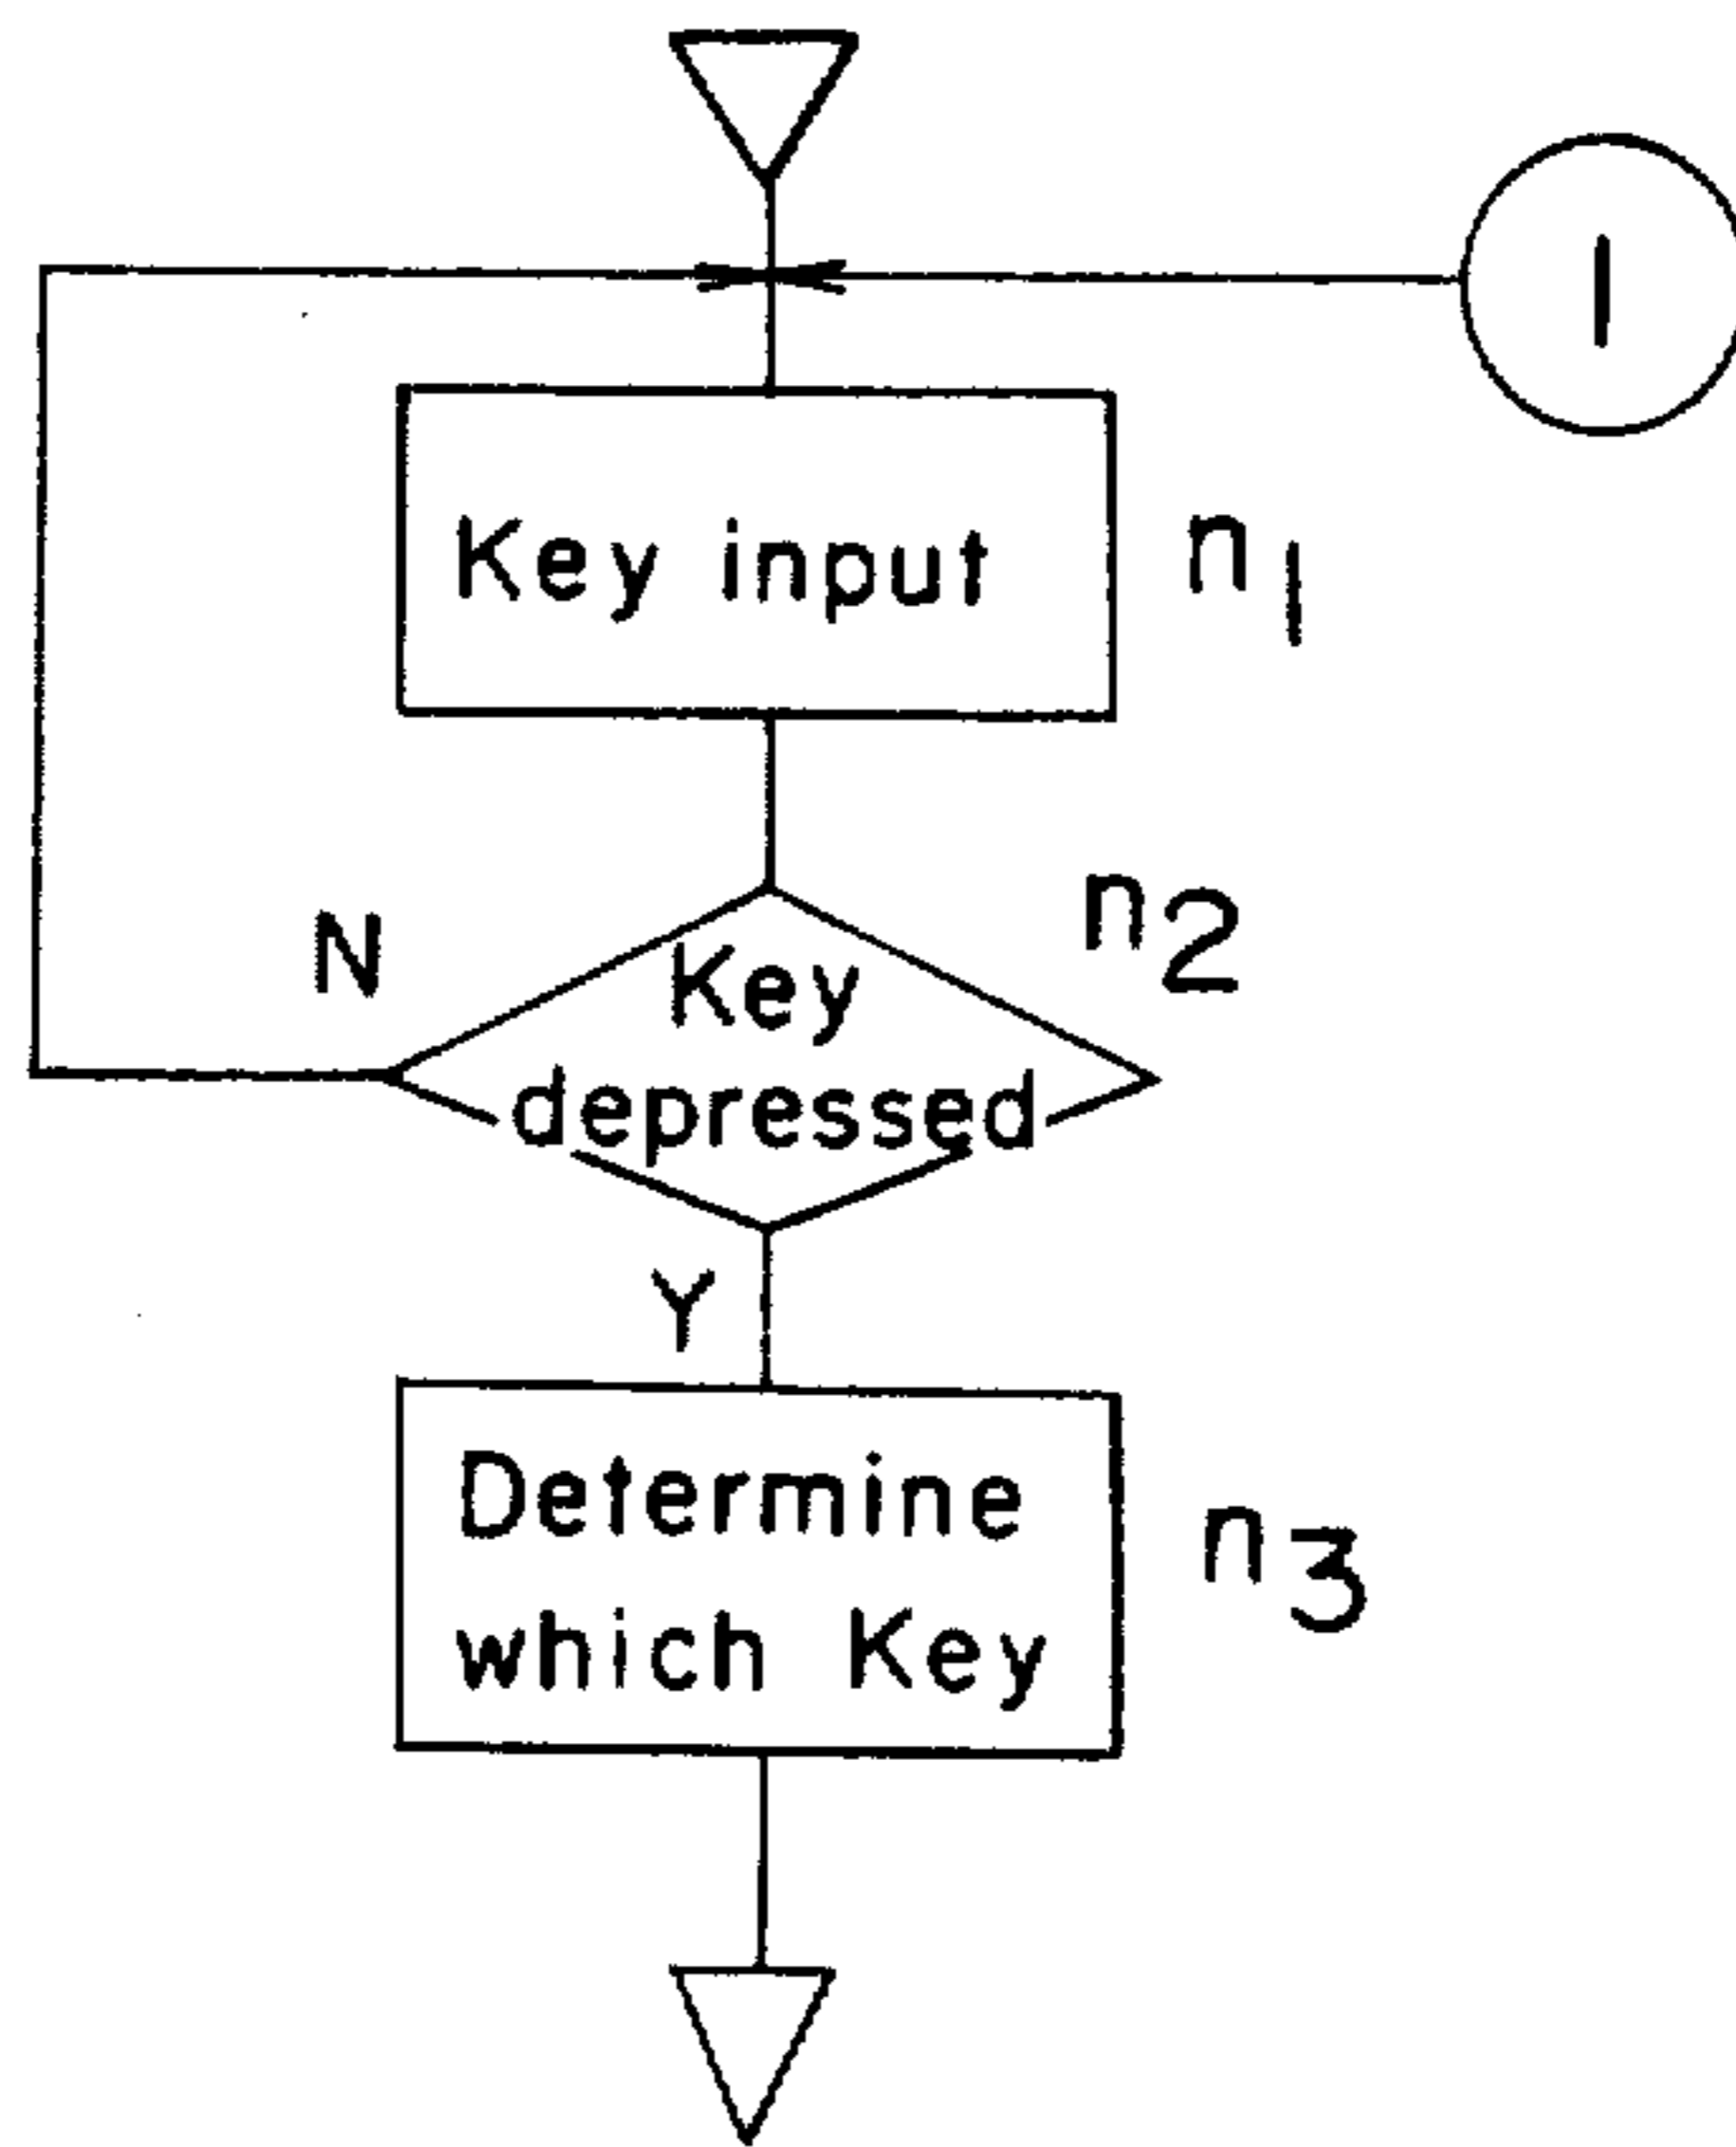 1
Key input
n1
n2
N
Key
depressed
Y
Determine
which Key
n3